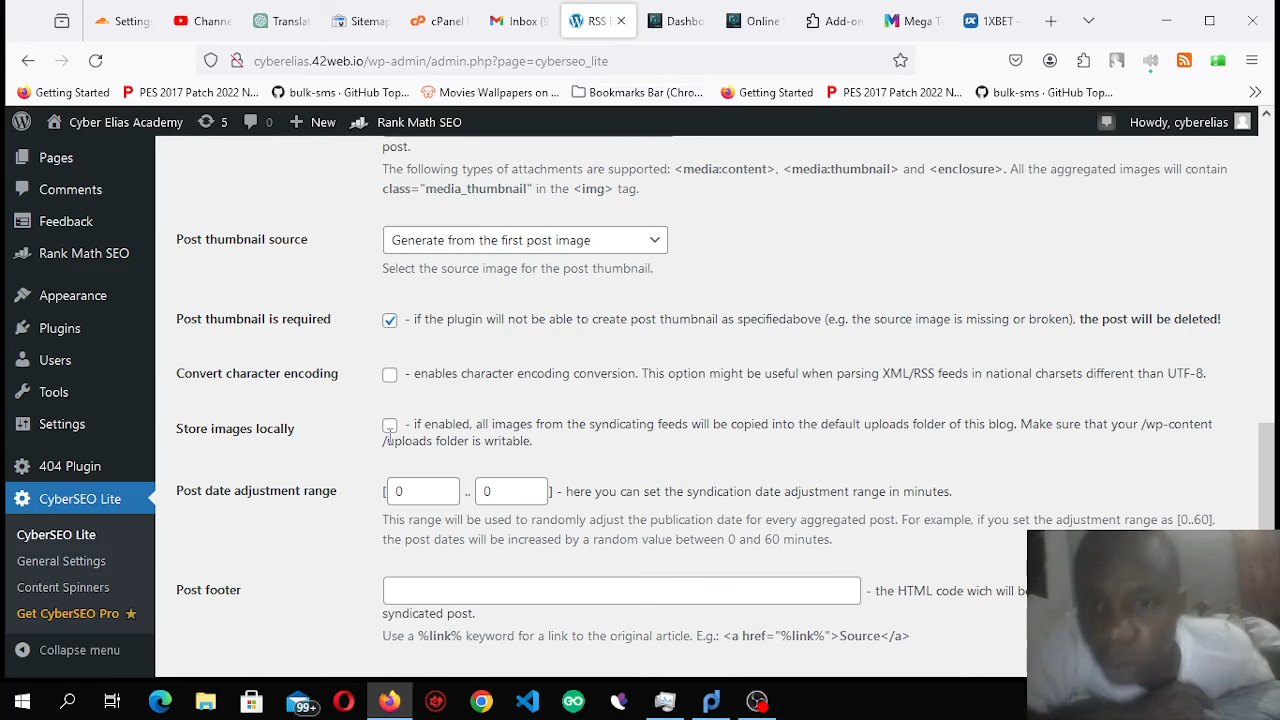 Settings
Channe
Translat
Sitemap
cPanel
Inbox (9
RSS
Dashbo
Online S
Add-on
Mega T
1XBET –
cyberelias.42web.io/wp-admin/admin.php?page=cyberseo_lite
Getting Started
PES 2017 Patch 2022 N...
bulk-sms · GitHub Top...
Movies Wallpapers on ...
Bookmarks Bar (Chro...
Getting Started
PES 2017 Patch 2022 N...
bulk-sms · GitHub Top...
Cyber Elias Academy
5
0
New
Rank Math SEO
Howdy, cyberelias
Pages
Comments
Feedback
Rank Math SEO
Appearance
Plugins
Users
Tools
Settings
404 Plugin
CyberSEO Lite
CyberSEO Lite
General Settings
Content Spinners
Get CyberSEO Pro ★
Collapse menu
post.
The following types of attachments are supported: <media:content>, <media:thumbnail> and <enclosure>. All the aggregated images will contain
class="media_thumbnail" in the <img> tag.
Post thumbnail source
Generate from the first post image
Select the source image for the post thumbnail.
Post thumbnail is required
- if the plugin will not be able to create post thumbnail as specifiedabove (e.g. the source image is missing or broken), the post will be deleted!
Convert character encoding
- enables character encoding conversion. This option might be useful when parsing XML/RSS feeds in national charsets different than UTF-8.
Store images locally
- if enabled, all images from the syndicating feeds will be copied into the default uploads folder of this blog. Make sure that your /wp-content
/uploads folder is writable.
Post date adjustment range
[ 0 .. 0 ] - here you can set the syndication date adjustment range in minutes.
This range will be used to randomly adjust the publication date for every aggregated post. For example, if you set the adjustment range as [0..60],
the post dates will be increased by a random value between 0 and 60 minutes.
Post footer
- the HTML code wich will be
syndicated post.
Use a %link% keyword for a link to the original article. E.g.: <a href="%link%">Source</a>
99+